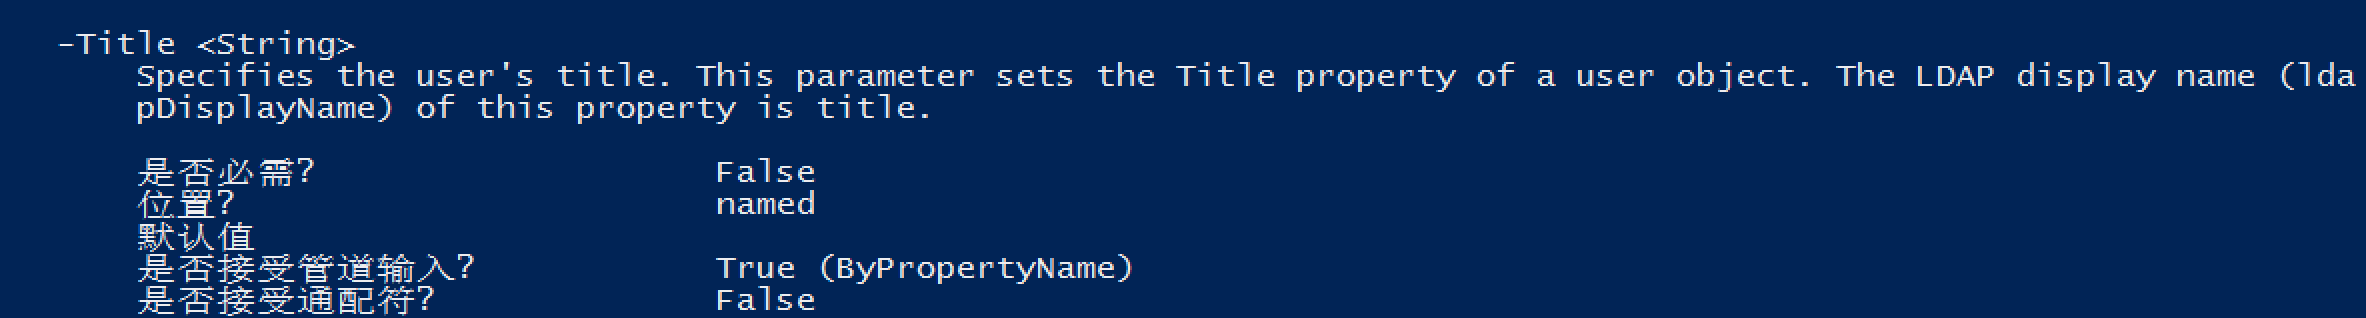 -Title <String>
Specifies the user's title. This parameter sets the Title property of a user object. The LDAP display name (lda
pDisplayName) of this property is title.
是否必需? False
位置? named
默认值
是否接受管道输入? True (ByPropertyName)
是否接受通配符? False